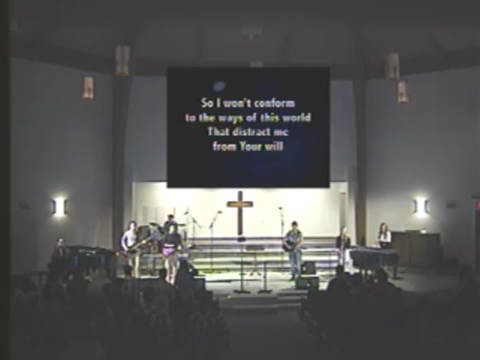 So I won't conform
to the ways of this world
That distract me
from Your will